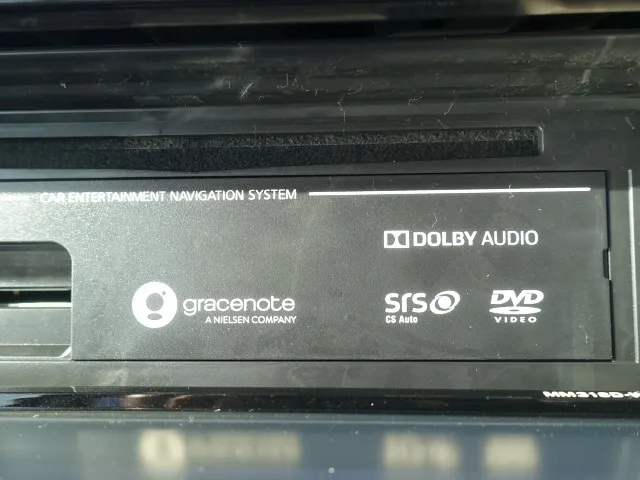 CAR ENTERTAINMENT NAVIGATION SYSTEM
DOLBY AUDIO
gracenote
A NIELSEN COMPANY
SRS
CS Auto
DVD
VIDEO